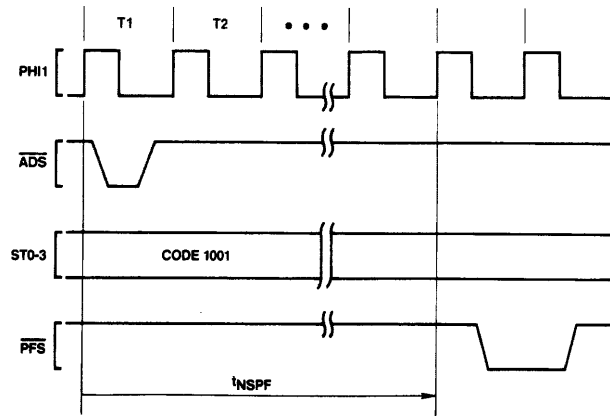 T1 T2 • • •
PHI1
ADS
ST0-3 CODE 1001
PFS
tNSPF